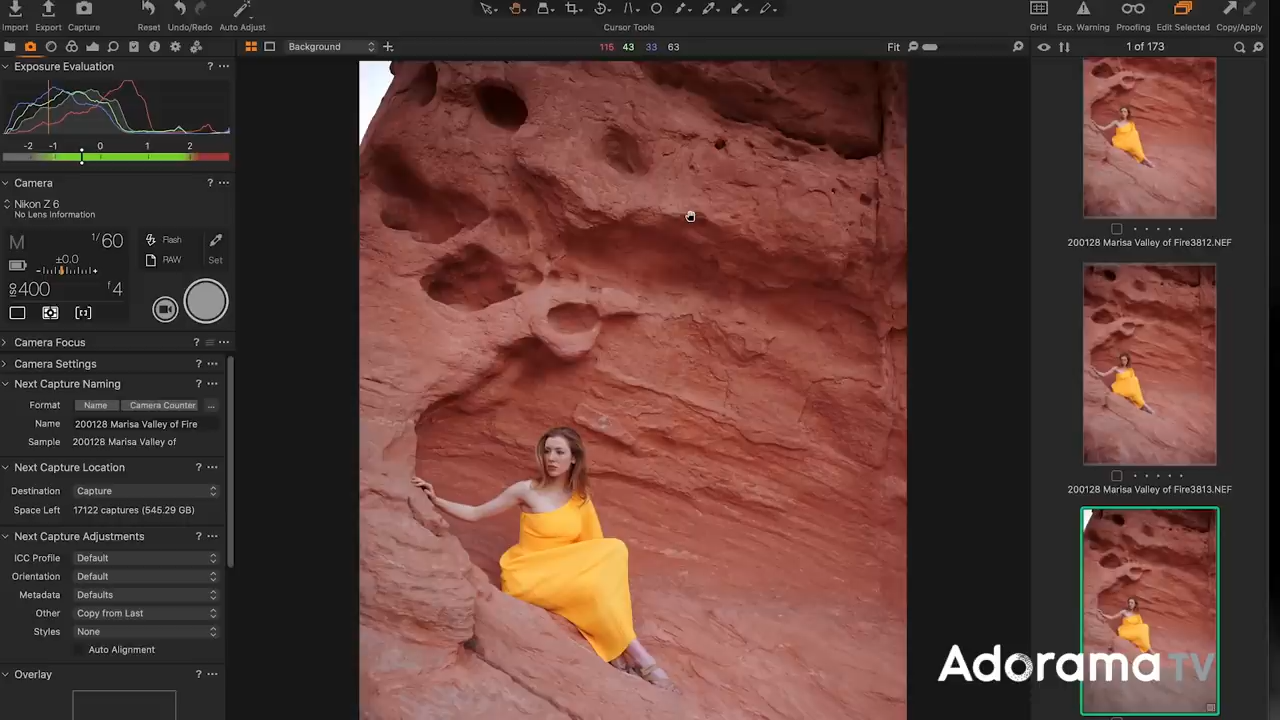 Import Export Capture Reset Undo/Redo Auto Adjust Cursor Tools Grid Exp. Warning Proofing Edit Selected Copy/Apply
Background 115 43 33 63 Fit 1 of 173
Exposure Evaluation ?
-2 -1 0 1 2
Camera ?
Nikon Z 6
No Lens Information
M 1/60 Flash
±0.0 RAW Set
ISO 400 f 4
Camera Focus ?
Camera Settings ?
Next Capture Naming ?
Format Name Camera Counter ...
Name 200128 Marisa Valley of Fire
Sample 200128 Marisa Valley of
Next Capture Location ?
Destination Capture
Space Left 17122 captures (545.29 GB)
Next Capture Adjustments ?
ICC Profile Default
Orientation Default
Metadata Defaults
Other Copy from Last
Styles None
Auto Alignment
Overlay ?
200128 Marisa Valley of Fire3812.NEF
200128 Marisa Valley of Fire3813.NEF
Adorama TV